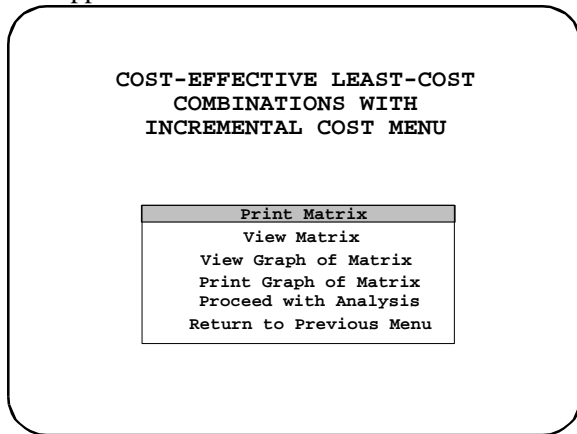 COST-EFFECTIVE LEAST-COST
COMBINATIONS WITH
INCREMENTAL COST MENU
Print Matrix
View Matrix
View Graph of Matrix
Print Graph of Matrix
Proceed with Analysis
Return to Previous Menu